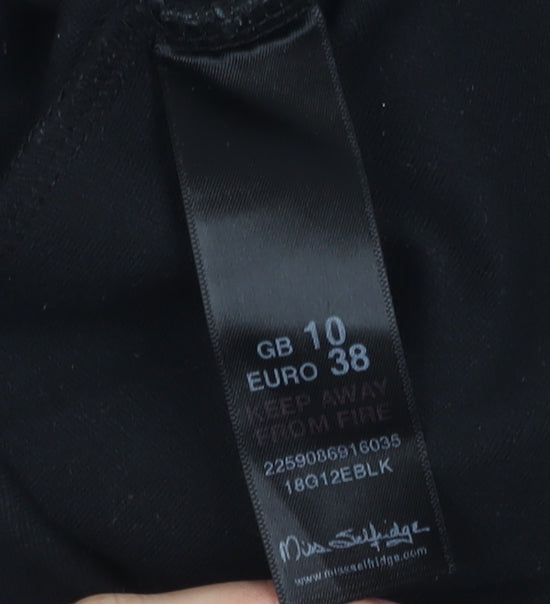 GB 10
EURO 38
KEEP AWAY
FROM FIRE
2259086916035
18G12EBLK
Miss Selfridge
www.missselfridge.com